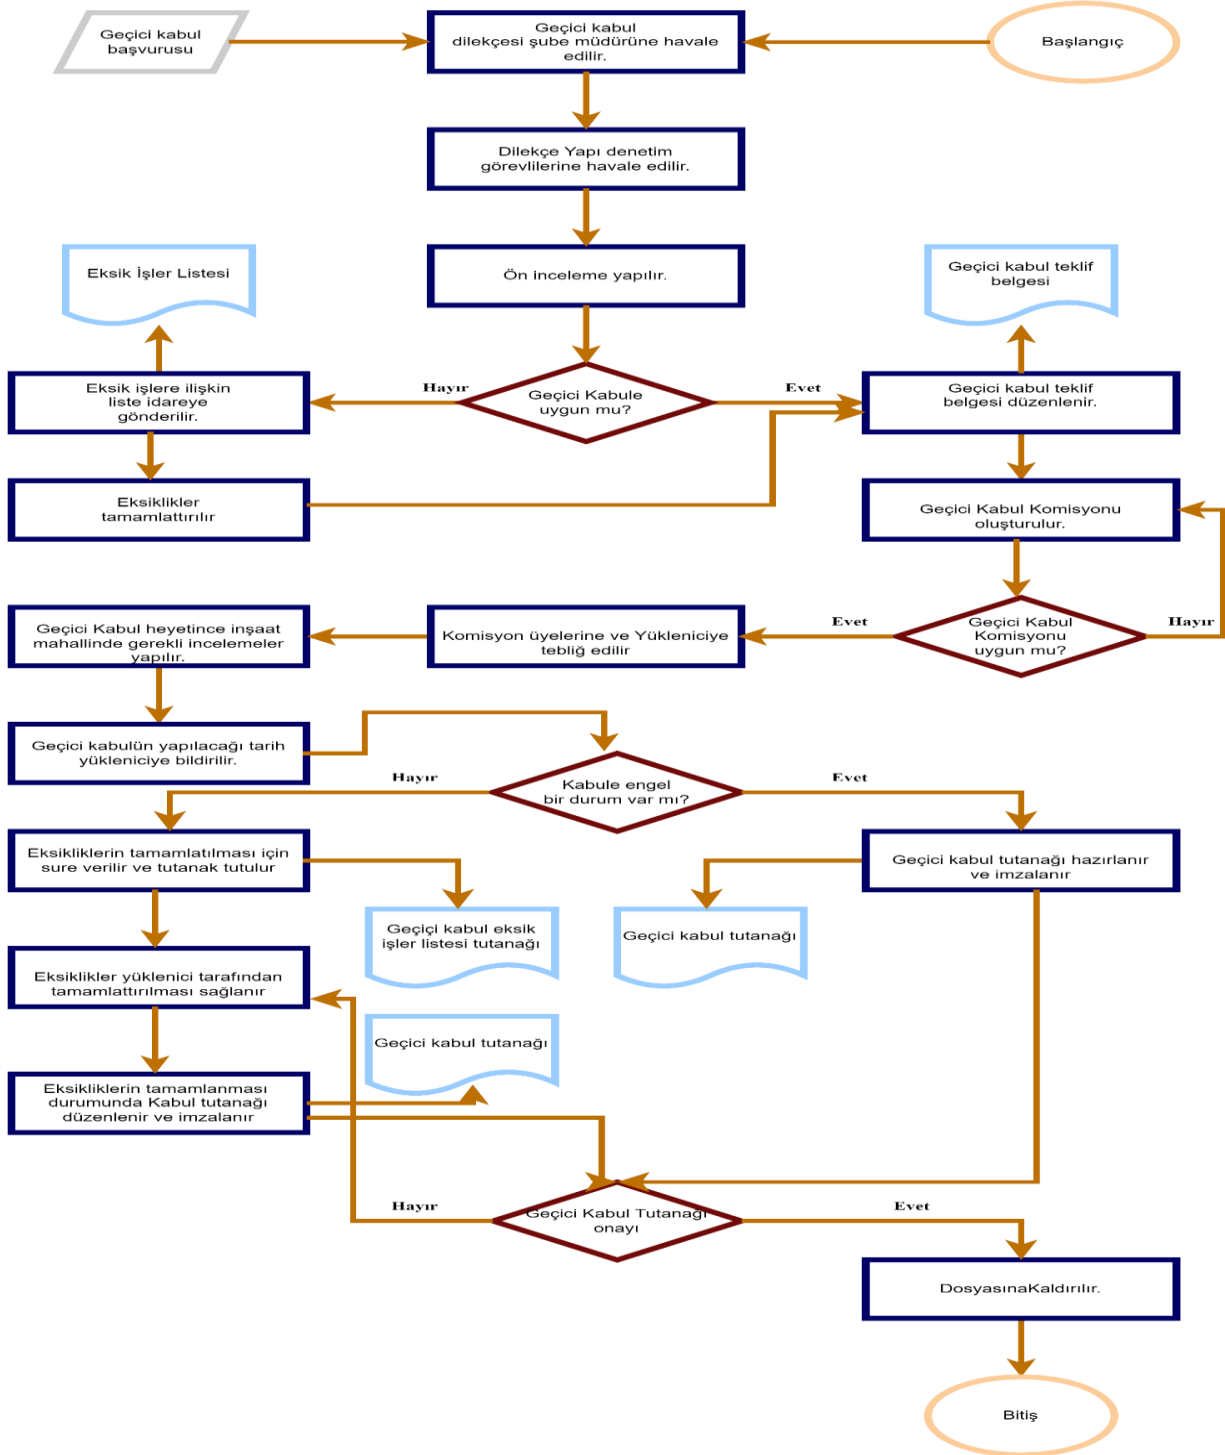 Geçici kabul
başvurusu
Geçici kabul
dilekçesi şube müdürüne havale
edilir.
Başlangıç
Dilekçe Yapı denetim
görevlilerine havale edilir.
Ön inceleme yapılır.
Eksik İşler Listesi
Geçici kabul teklif
belgesi
Hayır
Geçici Kabule
uygun mu?
Evet
Eksik işlere ilişkin
liste idareye
gönderilir.
Geçici kabul teklif
belgesi düzenlenir.
Eksiklikler
tamamlattırılır
Geçici Kabul Komisyonu
oluşturulur.
Geçici Kabul
Komisyonu
uygun mu?
Evet
Hayır
Komisyon üyelerine ve Yükleniciye
tebliğ edilir
Geçici Kabul heyetince inşaat
mahallinde gerekli incelemeler
yapılır.
Geçici kabulün yapılacağı tarih
yükleniciye bildirilir.
Hayır
Kabule engel
bir durum var mı?
Evet
Eksikliklerin tamamlatılması için
sure verilir ve tutanak tutulur
Geçici kabul tutanağı hazırlanır
ve imzalanır
Geçiçi kabul eksik
işler listesi tutanağı
Geçici kabul tutanağı
Eksiklikler yüklenici tarafından
tamamlattırılması sağlanır
Geçici kabul tutanağı
Eksikliklerin tamamlanması
durumunda Kabul tutanağı
düzenlenir ve imzalanır
Hayır
Geçici Kabul Tutanağı
onayı
Evet
DosyasınaKaldırılır.
Bitiş